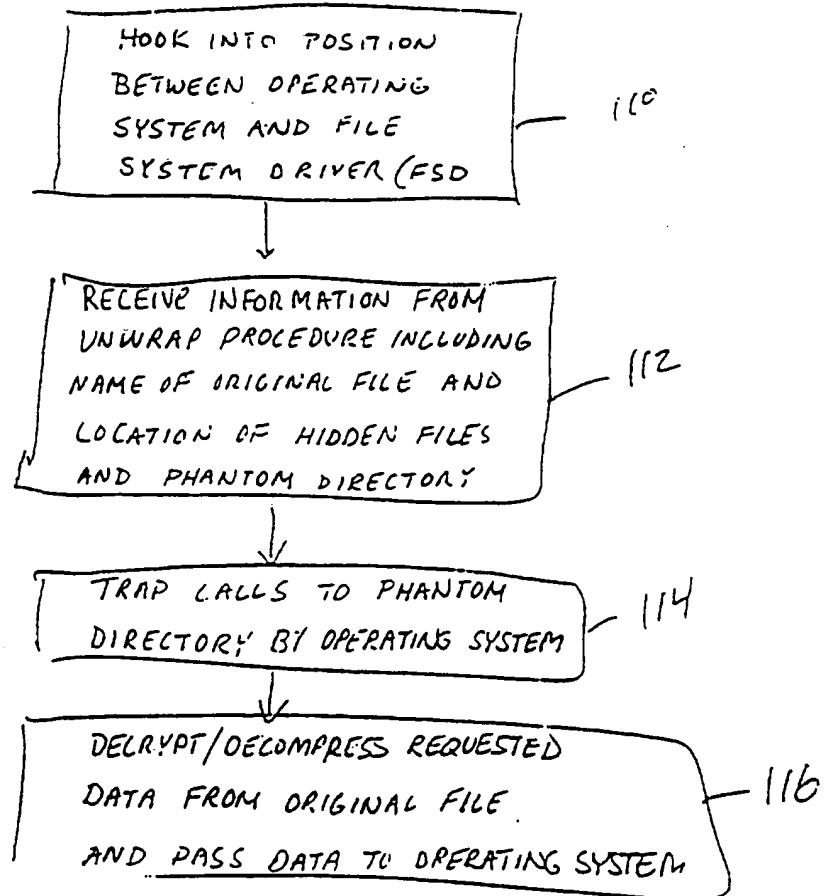 HOOK INTO POSITION
BETWEEN OPERATING
SYSTEM AND FILE
SYSTEM DRIVER (FSD
110
RECEIVE INFORMATION FROM
UNWRAP PROCEDURE INCLUDING
NAME OF ORIGINAL FILE AND
LOCATION OF HIDDEN FILES
AND PHANTOM DIRECTORY
112
TRAP CALLS TO PHANTOM
DIRECTORY BY OPERATING SYSTEM
114
DECRYPT/DECOMPRESS REQUESTED
DATA FROM ORIGINAL FILE
AND PASS DATA TO OPERATING SYSTEM
116